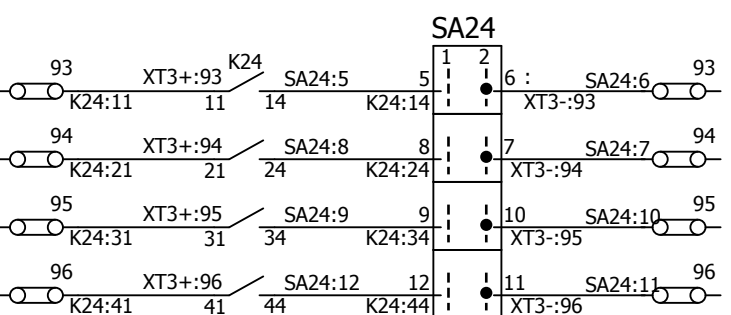 SA24
1 2
93 XT3+:93 K24 SA24:5 5 6 : SA24:6 93
K24:11 11 14 K24:14 XT3-:93
94 XT3+:94 SA24:8 8 7 SA24:7 94
K24:21 21 24 K24:24 XT3-:94
95 XT3+:95 SA24:9 9 10 SA24:10 95
K24:31 31 34 K24:34 XT3-:95
96 XT3+:96 SA24:12 12 11 SA24:11 96
K24:41 41 44 K24:44 XT3-:96